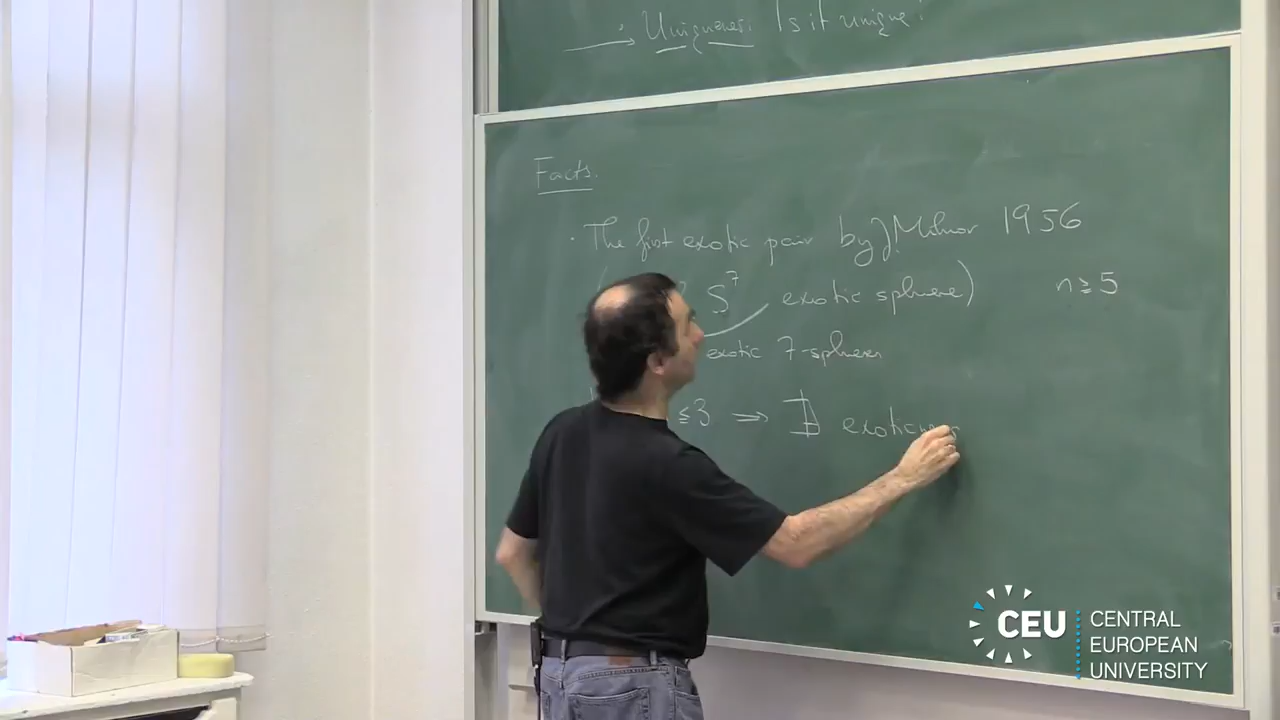 → Uniqueness: Is it unique?
Facts.
· The first exotic pair by J. Milnor 1956
( S⁷ exotic sphere) n ≥ 5
exotic 7-spheres
≤3 ⇒ ∄ exotic
CEU
CENTRAL
EUROPEAN
UNIVERSITY